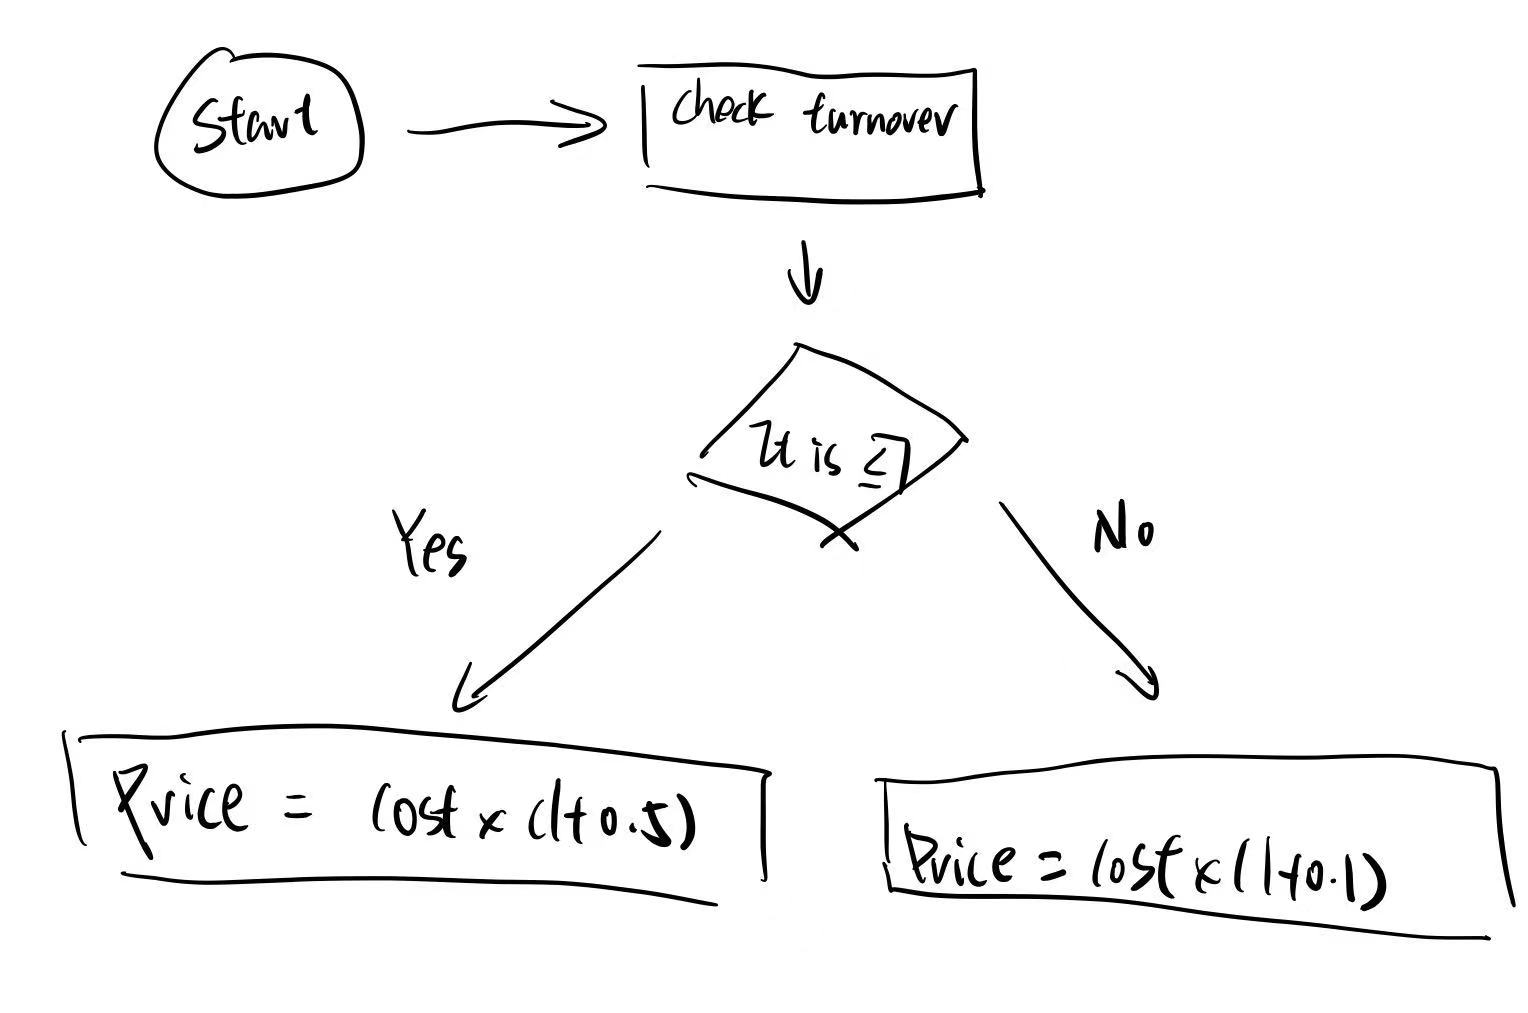 Start
Check turnover
It is ≤7
Yes
No
Price = cost × (1+0.5)
Price = cost × (1+0.1)